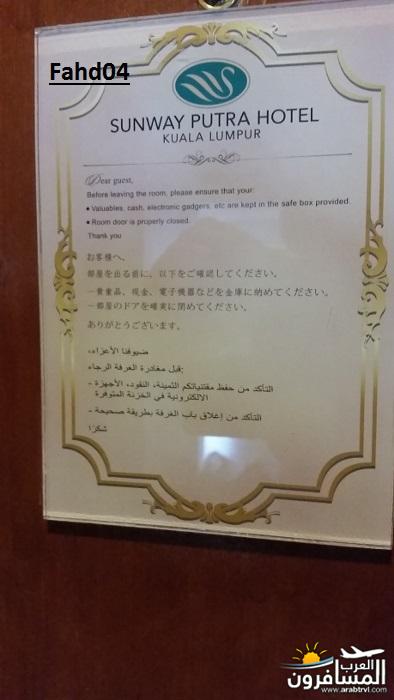 Fahd04
SUNWAY PUTRA HOTEL
KUALA LUMPUR
Dear guest,
Before leaving the room, please ensure that your:
• Valuables, cash, electronic gadgers, etc are kept in the safe box provided.
• Room door is properly closed.
Thank you
お客様へ、
部屋を出る前に、以下をご確認してください。
―貴重品、現金、電子機器などを金庫に納めてください。
―部屋のドアを確実に閉めてください。
ありがとうございます。
ضيوفنا الأعزاء،
قبل مغادرة الغرفة الرجاء:
- التأكد من حفظ مقتنياتكم الثمينة، النقود، الأجهزة
الالكترونية في الخزنة المتوفرة
- التأكد من إغلاق باب الغرفة بطريقة صحيحة
شكرًا
العرب
المسافرون
www.arabtrvl.com